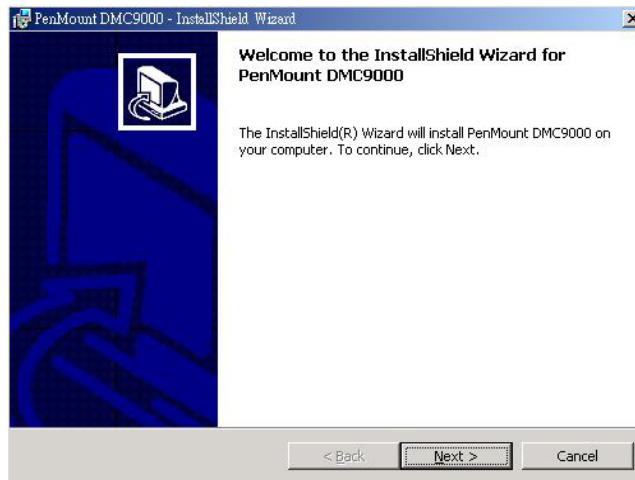 PenMount DMC9000 - InstallShield Wizard
Welcome to the InstallShield Wizard for
PenMount DMC9000
The InstallShield(R) Wizard will install PenMount DMC9000 on
your computer. To continue, click Next.
< Back
Next >
Cancel